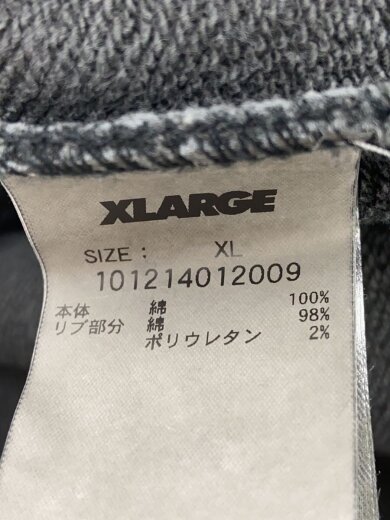 XLARGE
SIZE : XL
101214012009
本体 綿 100%
リブ部分 綿 98%
ポリウレタン 2%